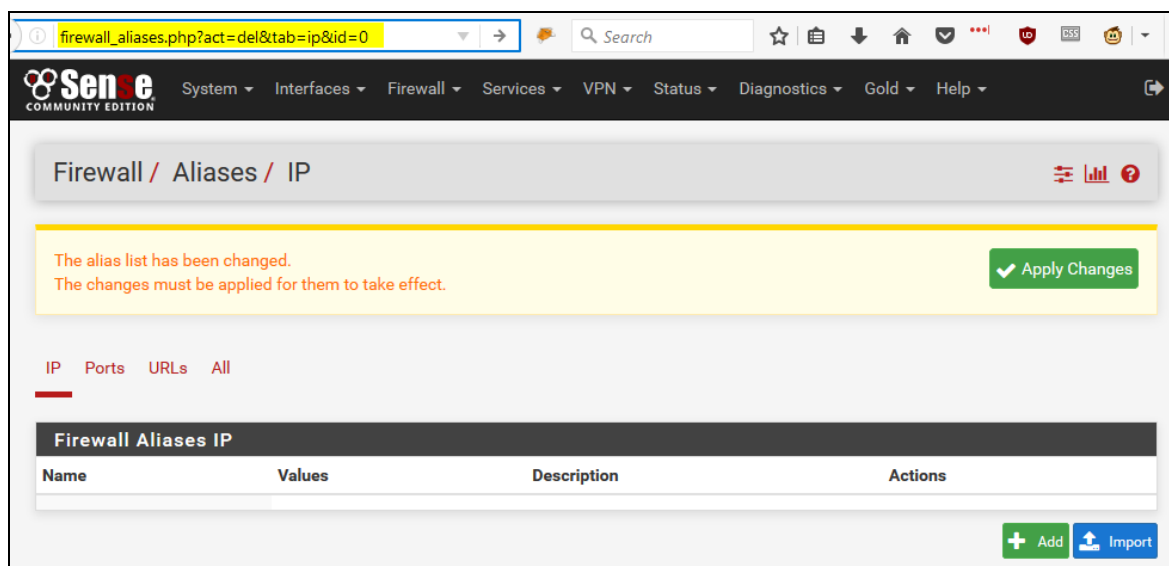 firewall_aliases.php?act=del&tab=ip&id=0
Search
CSS
Sense
COMMUNITY EDITION
System Interfaces Firewall Services VPN Status Diagnostics Gold Help
Firewall / Aliases / IP
The alias list has been changed.
The changes must be applied for them to take effect.
Apply Changes
IP Ports URLs All
Firewall Aliases IP
Name Values Description Actions
Add Import